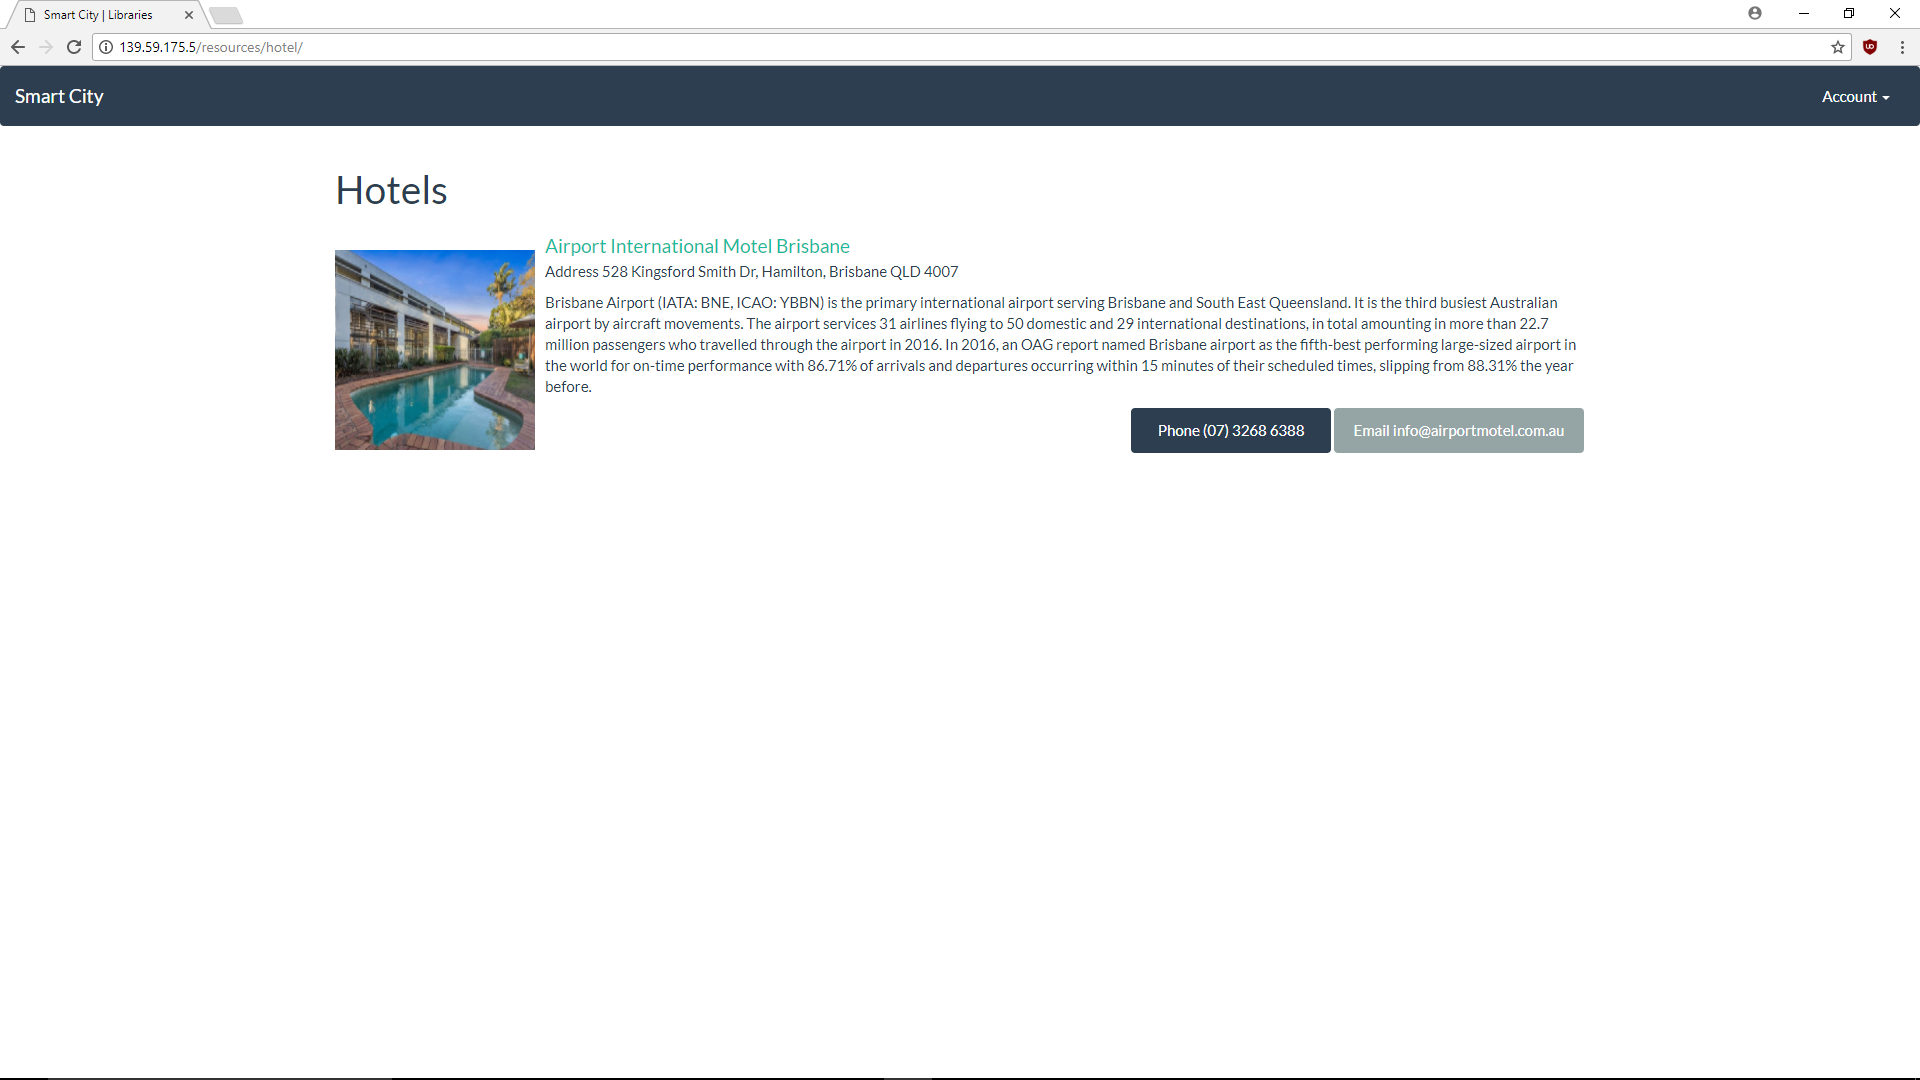 Smart City | Libraries
139.59.175.5/resources/hotel/
Smart City
Account
Hotels
Airport International Motel Brisbane
Address 528 Kingsford Smith Dr, Hamilton, Brisbane QLD 4007
Brisbane Airport (IATA: BNE, ICAO: YBBN) is the primary international airport serving Brisbane and South East Queensland. It is the third busiest Australian
airport by aircraft movements. The airport services 31 airlines flying to 50 domestic and 29 international destinations, in total amounting in more than 22.7
million passengers who travelled through the airport in 2016. In 2016, an OAG report named Brisbane airport as the fifth-best performing large-sized airport in
the world for on-time performance with 86.71% of arrivals and departures occurring within 15 minutes of their scheduled times, slipping from 88.31% the year
before.
Phone (07) 3268 6388
Email info@airportmotel.com.au